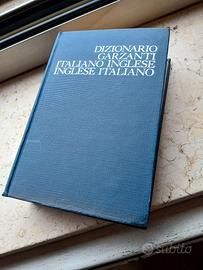 DIZIONARIO
GARZANTI
ITALIANO INGLESE
INGLESE ITALIANO
subito